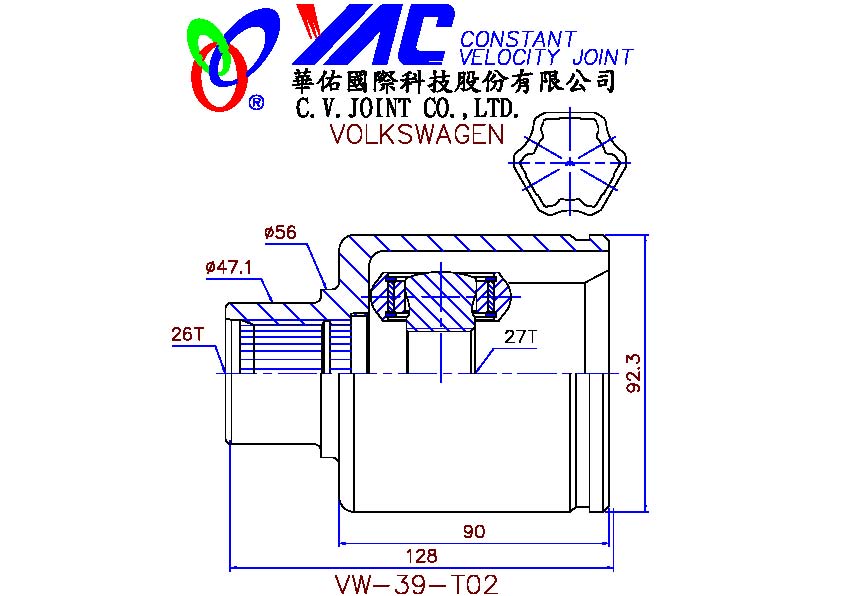 YAC CONSTANT
VELOCITY JOINT
®
華佑國際科技股份有限公司
C.V.JOINT CO.,LTD.
VOLKSWAGEN
ø56
ø47.1
26T
27T
92.3
90
128
VW-39-T02